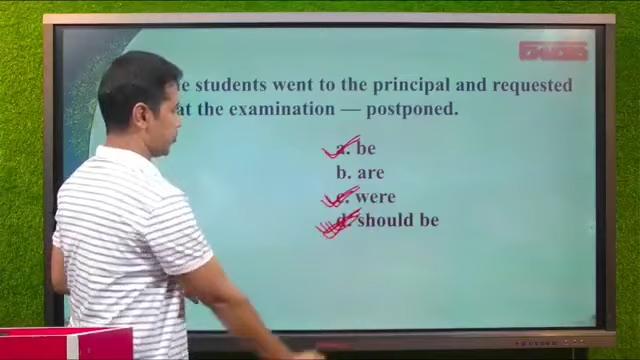 e students went to the principal and requested
at the examination — postponed.
a. be
b. are
c. were
d. should be